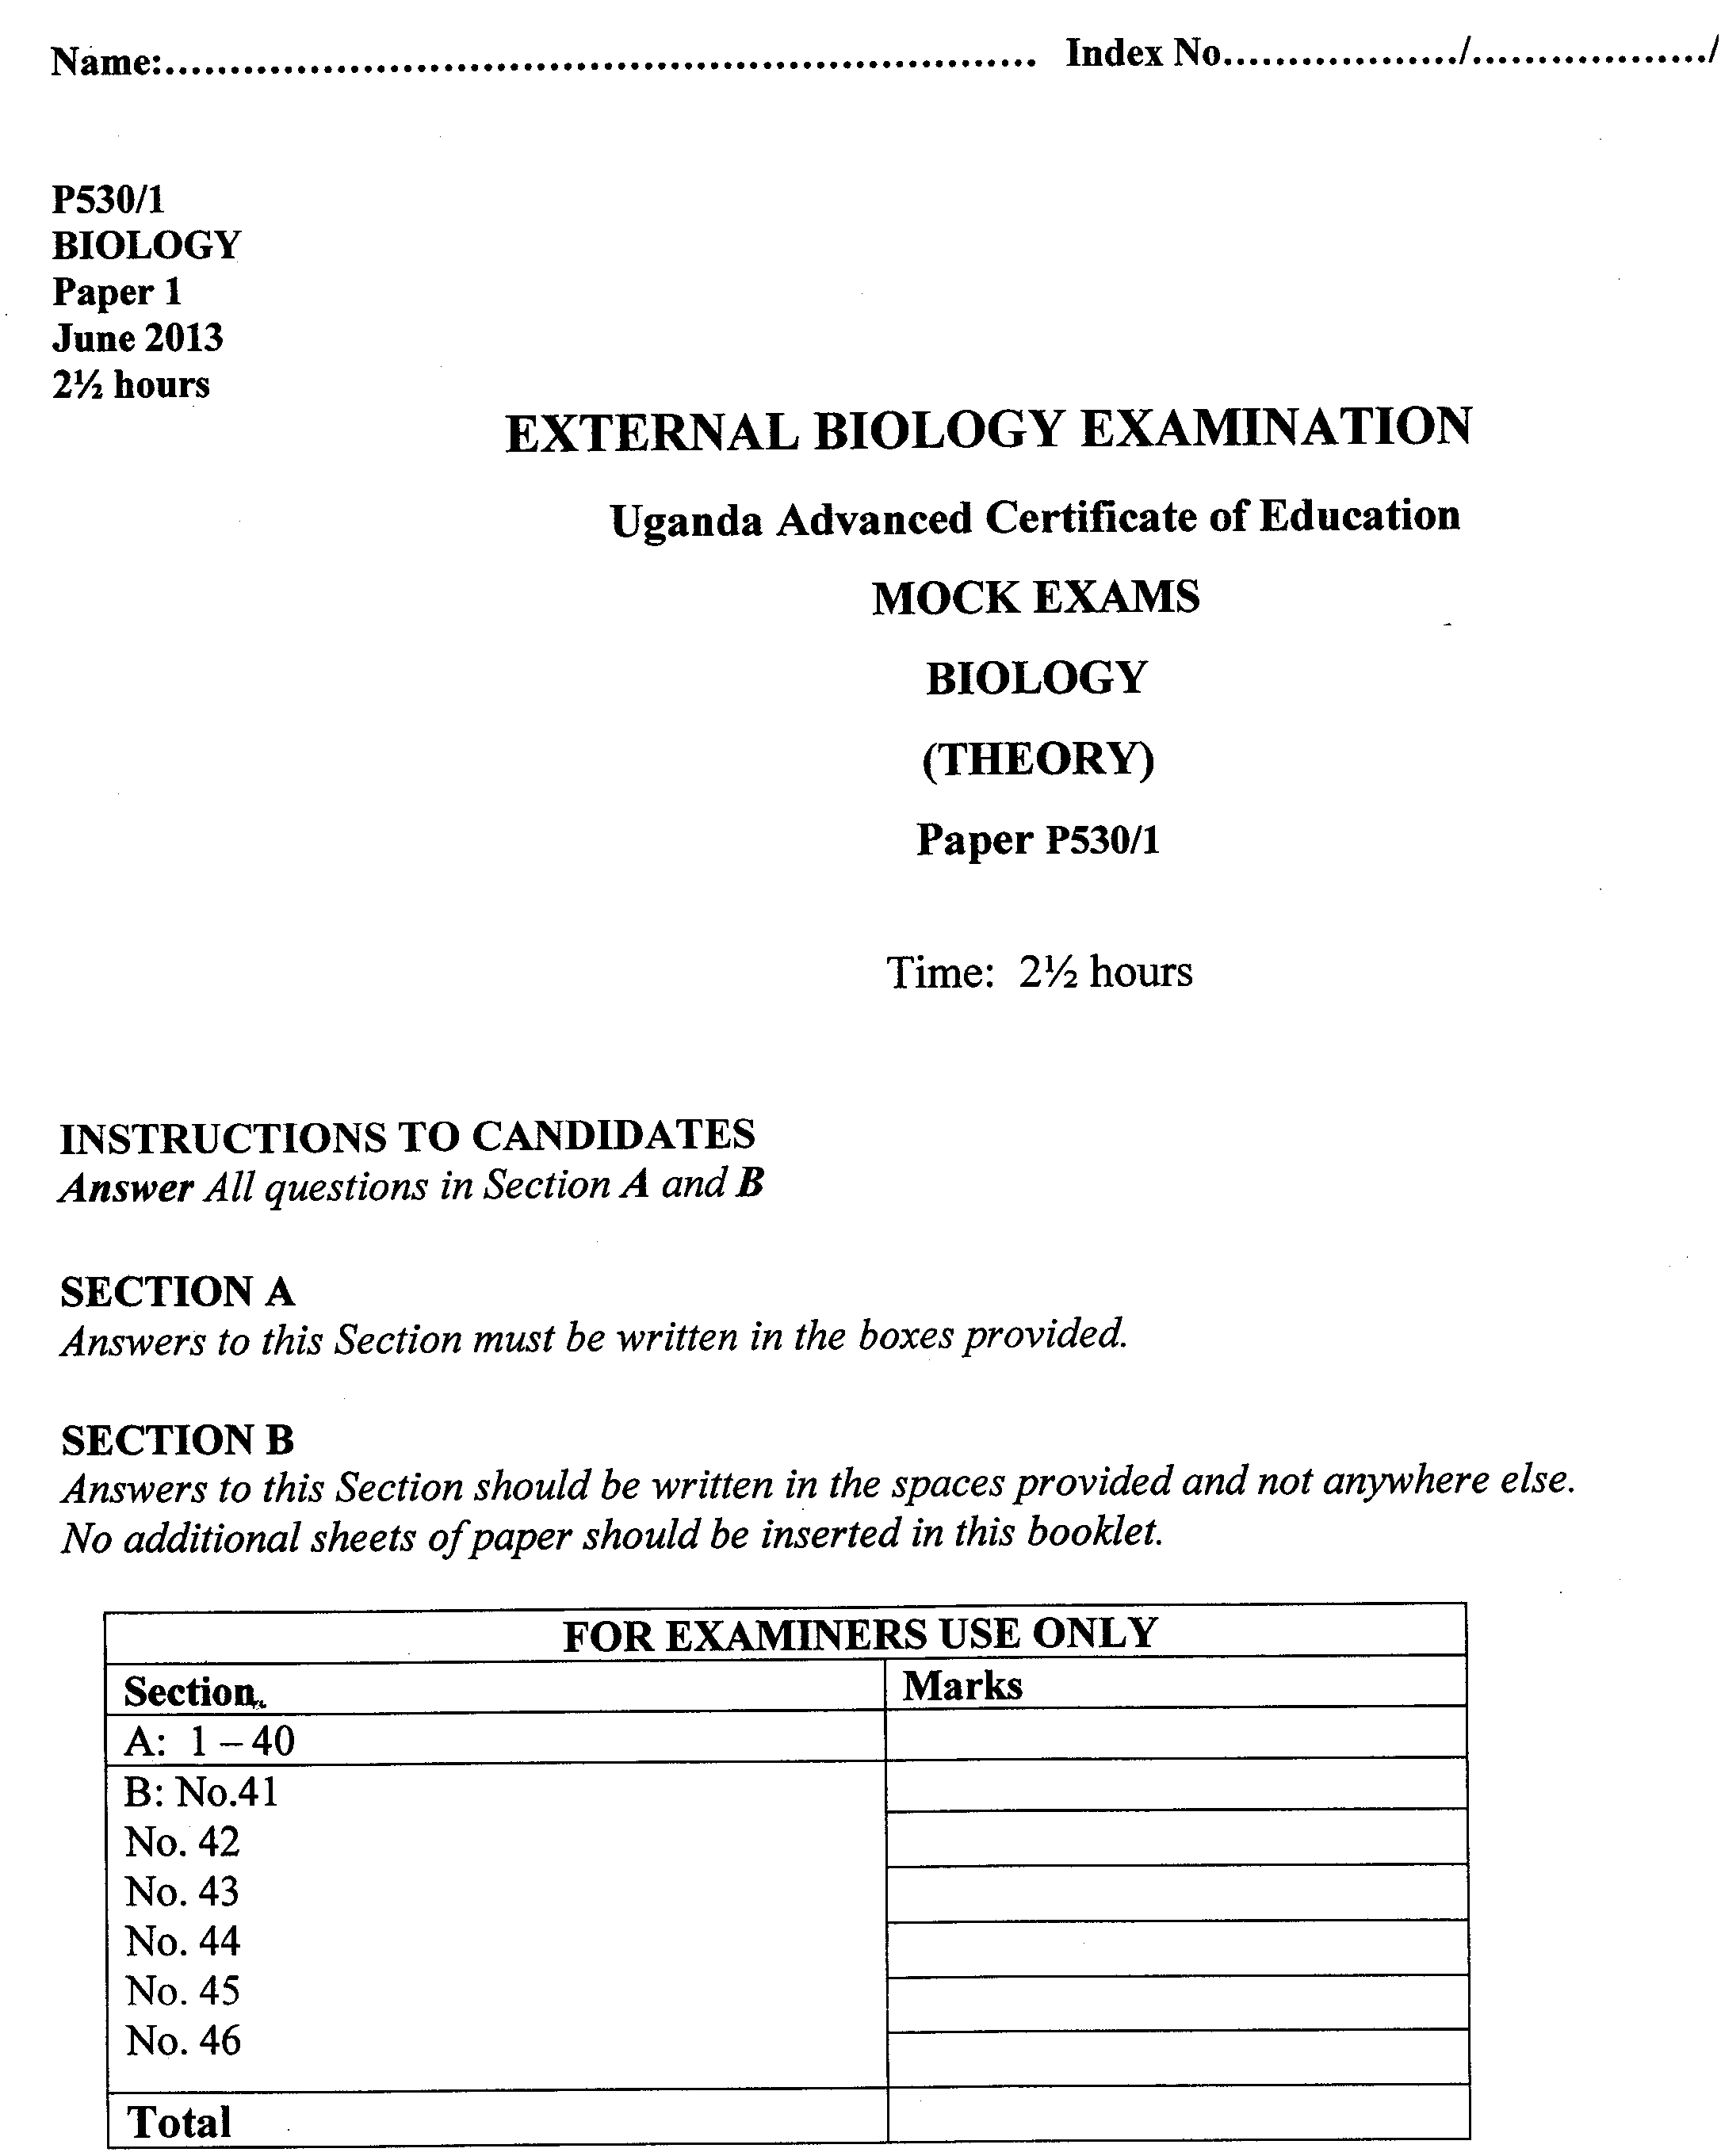 Name:.................................................................. Index No................../................../
P530/1
BIOLOGY
Paper 1
June 2013
2½ hours
EXTERNAL BIOLOGY EXAMINATION
Uganda Advanced Certificate of Education
MOCK EXAMS
BIOLOGY
(THEORY)
Paper P530/1
Time: 2½ hours
INSTRUCTIONS TO CANDIDATES
Answer All questions in Section A and B
SECTION A
Answers to this Section must be written in the boxes provided.
SECTION B
Answers to this Section should be written in the spaces provided and not anywhere else.
No additional sheets of paper should be inserted in this booklet.
FOR EXAMINERS USE ONLY
Section Marks
A: 1 – 40
B: No.41
No. 42
No. 43
No. 44
No. 45
No. 46
Total